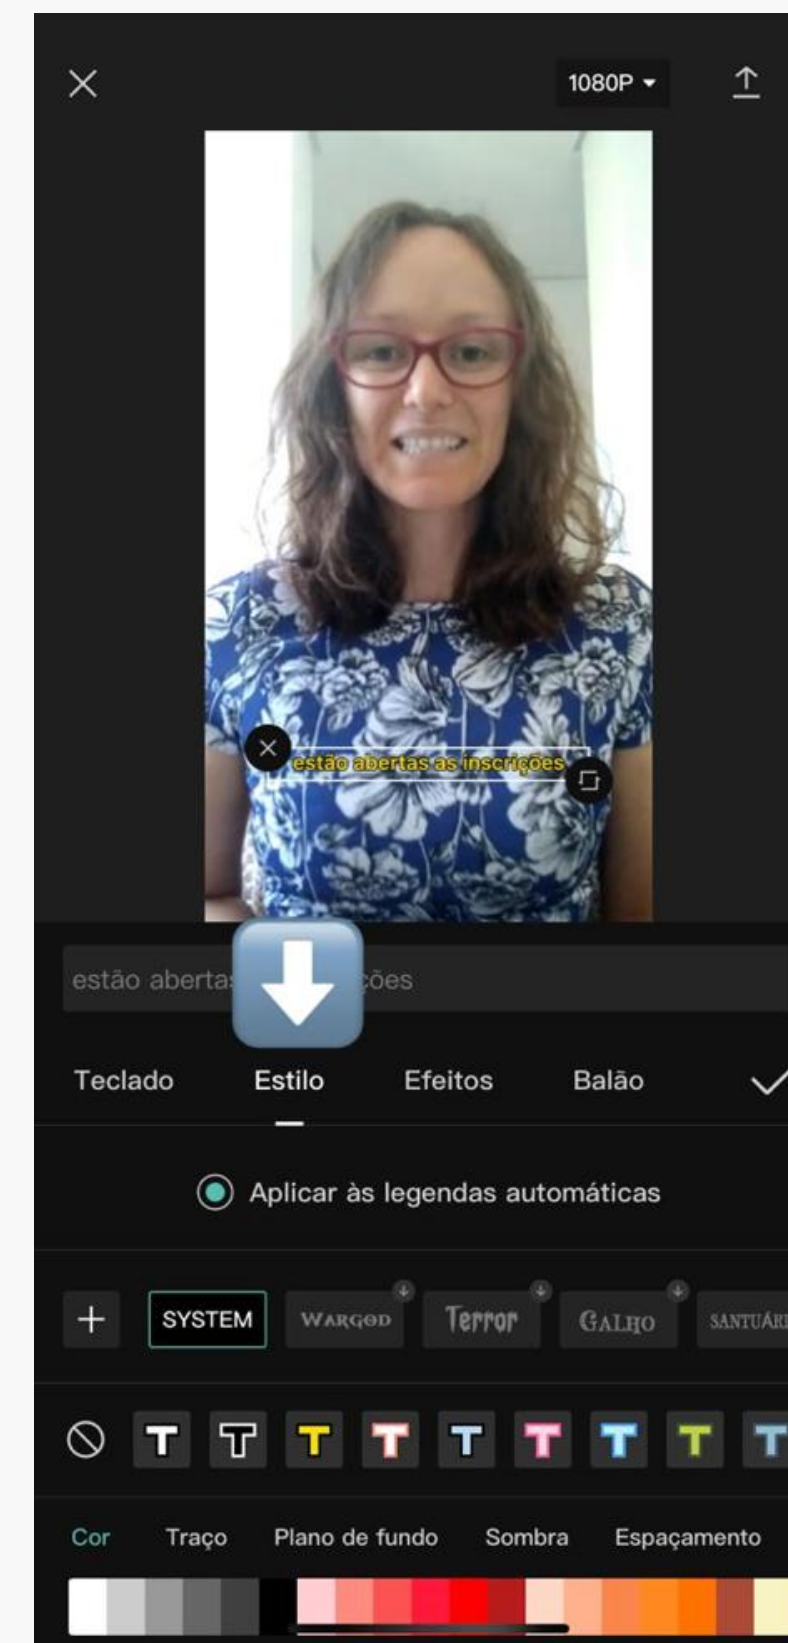 1080P
estão abertas as inscrições
estão aberta ções
Teclado Estilo Efeitos Balão
Aplicar às legendas automáticas
SYSTEM WARGOD Terror GALHO SANTUÁRI
T T T T T T T T T
Cor Traço Plano de fundo Sombra Espaçamento